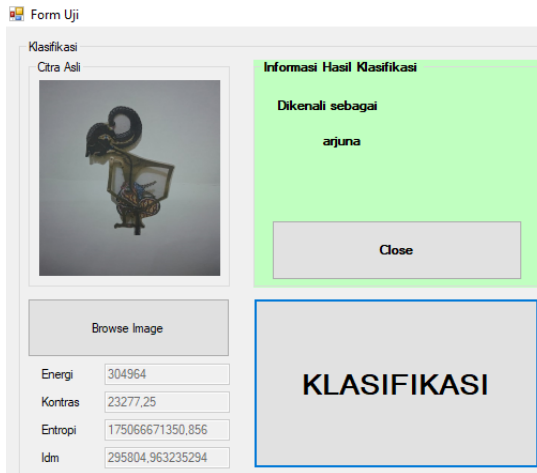 Form Uji
Klasifikasi
Citra Asli
Informasi Hasil Klasifikasi
Dikenali sebagai
arjuna
Close
Browse Image
KLASIFIKASI
Energi 304964
Kontras 23277,25
Entropi 175066671350,856
Idm 295804,963235294